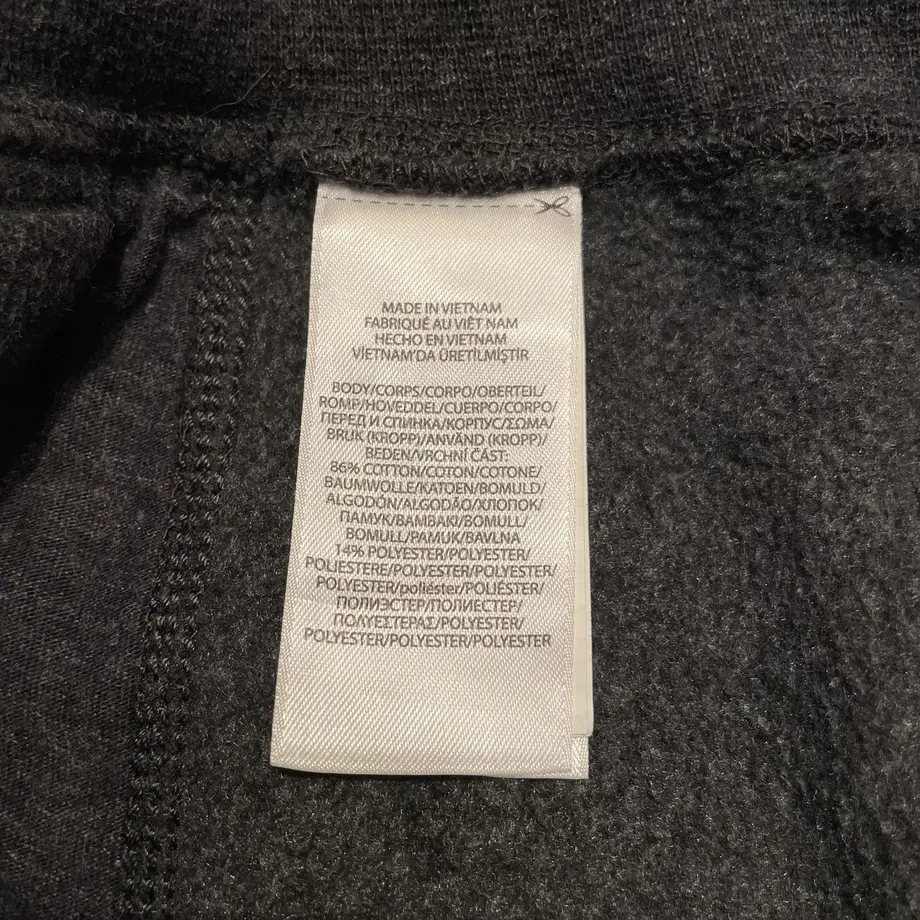 MADE IN VIETNAM
FABRIQUÉ AU VIÊT NAM
HECHO EN VIETNAM
VIETNAM'DA ÜRETİLMİŞTİR
BODY/CORPS/CORPO/OBERTEIL/
ROMP/HOVEDDEL/CUERPO/CORPO/
ПЕРЕД И СПИНКА/КОРПУС/ΣΩΜΑ/
BRUK (KROPP)/ANVÄND (KROPP)/
BEDEN/VRCHNÍ ČÁST:
86% COTTON/COTON/COTONE/
BAUMWOLLE/KATOEN/BOMULD/
ALGODÓN/ALGODÃO/ХЛОПОК/
ПАМУК/ΒΑΜΒΑΚΙ/BOMULL/
BOMULL/PAMUK/BAVLNA
14% POLYESTER/POLYESTER/
POLIESTERE/POLYESTER/POLYESTER/
POLYESTER/poliéster/POLIÉSTER/
ПОЛИЭСТЕР/ПОЛИЕСТЕР/
ΠΟΛΥΕΣΤΕΡΑΣ/POLYESTER/
POLYESTER/POLYESTER/POLYESTER